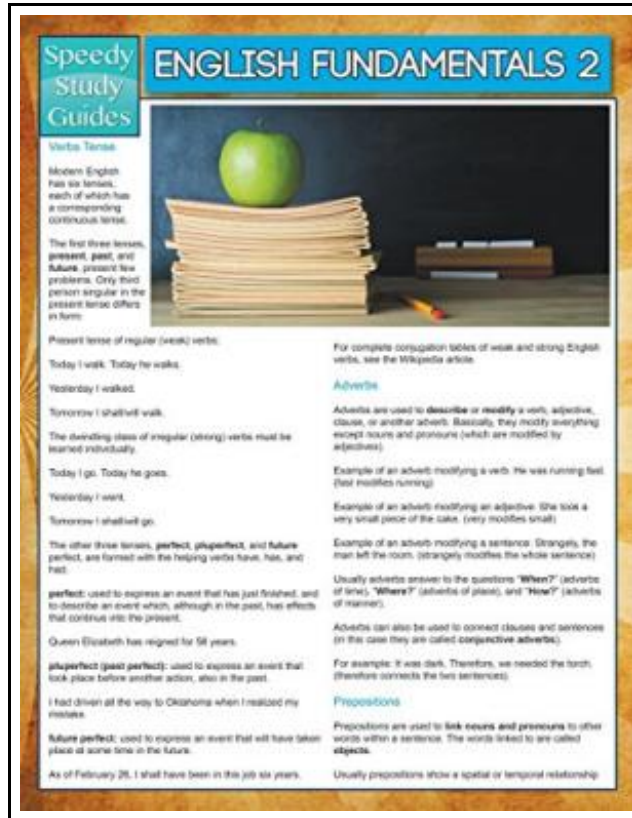 Speedy
Study
Guides
ENGLISH FUNDAMENTALS 2
Verbs Tense
Modern English
has six tenses,
each of which has
a corresponding
continuous tense.
The first three tenses,
present, past, and
future, present few
problems. Only third
person singular in the
present tense differs
in form:
Present tense of regular (weak) verbs:
Today I walk. Today he walks.
Yesterday I walked.
Tomorrow I shall/will walk.
The dwindling class of irregular (strong) verbs must be
learned individually.
Today I go. Today he goes.
Yesterday I went.
Tomorrow I shall/will go.
The other three tenses, perfect, pluperfect, and future
perfect, are formed with the helping verbs have, has, and
had.
perfect: used to express an event that has just finished, and
to describe an event which, although in the past, has effects
that continue into the present.
Queen Elizabeth has reigned for 56 years.
pluperfect (past perfect): used to express an event that
took place before another action, also in the past.
I had driven all the way to Oklahoma when I realized my
mistake.
future perfect: used to express an event that will have taken
place at some time in the future.
As of February 26, I shall have been in this job six years.
For complete conjugation tables of weak and strong English
verbs, see the Wikipedia article.
Adverbs
Adverbs are used to describe or modify a verb, adjective,
clause, or another adverb. Basically, they modify everything
except nouns and pronouns (which are modified by
adjectives).
Example of an adverb modifying a verb: He was running fast.
(fast modifies running)
Example of an adverb modifying an adjective: She took a
very small piece of the cake. (very modifies small)
Example of an adverb modifying a sentence: Strangely, the
man left the room. (strangely modifies the whole sentence)
Usually adverbs answer to the questions "When?" (adverbs
of time), "Where?" (adverbs of place), and "How?" (adverbs
of manner).
Adverbs can also be used to connect clauses and sentences
(in this case they are called conjunctive adverbs).
For example: It was dark. Therefore, we needed the torch.
(therefore connects the two sentences).
Prepositions
Prepositions are used to link nouns and pronouns to other
words within a sentence. The words linked to are called
objects.
Usually prepositions show a spatial or temporal relationship